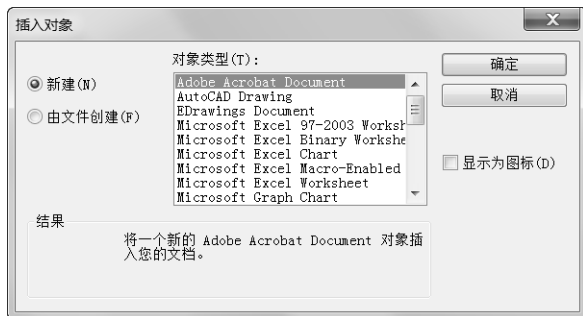 插入对象
X
对象类型(T):
新建(N)
由文件创建(F)
Adobe Acrobat Document
AutoCAD Drawing
EDrawings Document
Microsoft Excel 97-2003 Worksh
Microsoft Excel Binary Workshe
Microsoft Excel Chart
Microsoft Excel Macro-Enabled
Microsoft Excel Worksheet
Microsoft Graph Chart
确定
取消
显示为图标(D)
结果
将一个新的 Adobe Acrobat Document 对象插
入您的文档。